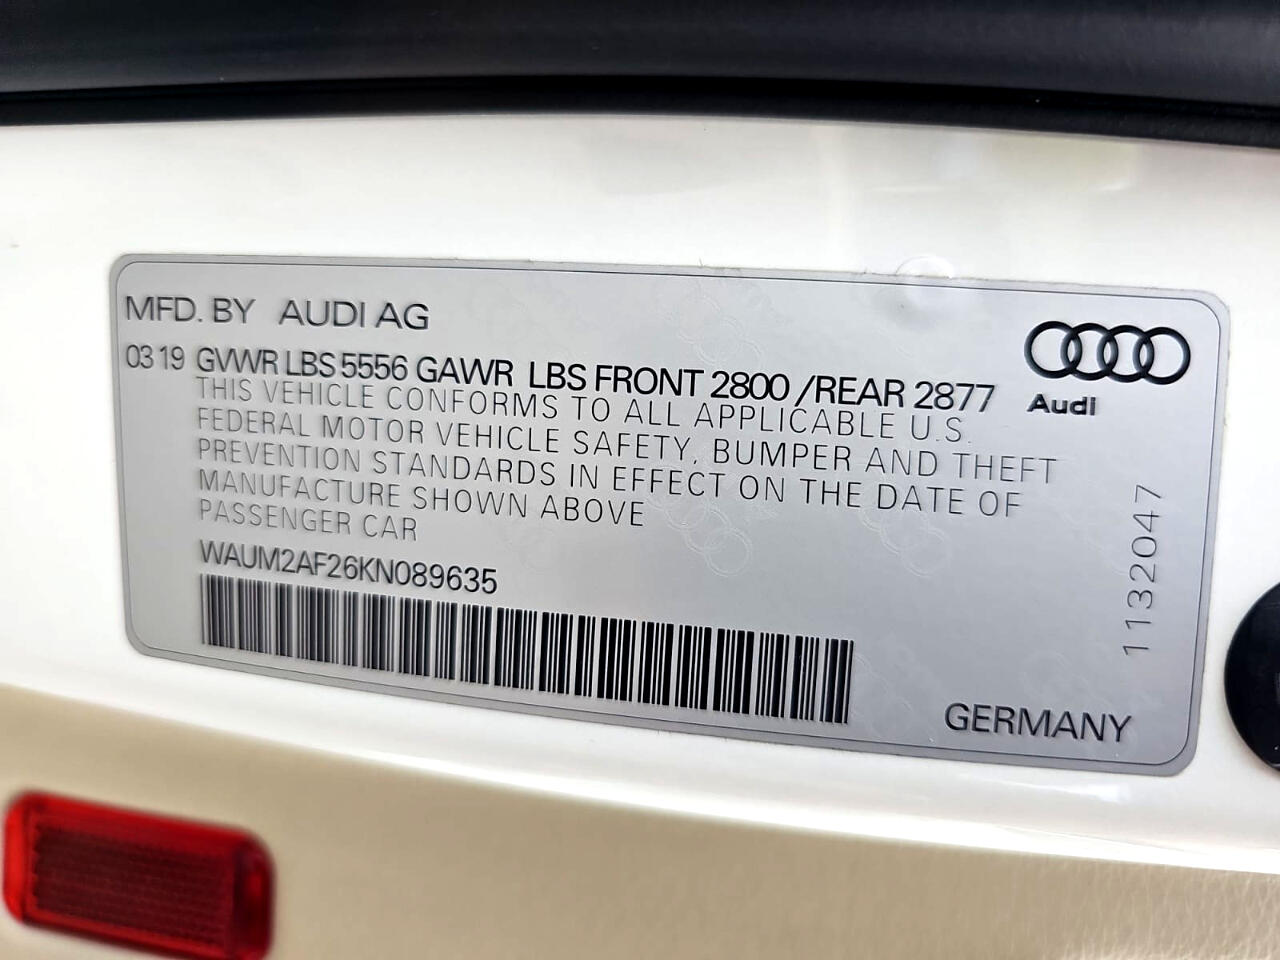 MFD. BY AUDI AG
03 19 GVWR LBS 5556 GAWR LBS FRONT 2800 /REAR 2877
THIS VEHICLE CONFORMS TO ALL APPLICABLE U.S.
FEDERAL MOTOR VEHICLE SAFETY, BUMPER AND THEFT
PREVENTION STANDARDS IN EFFECT ON THE DATE OF
MANUFACTURE SHOWN ABOVE
PASSENGER CAR
WAUM2AF26KN089635
Audi
1132047
GERMANY